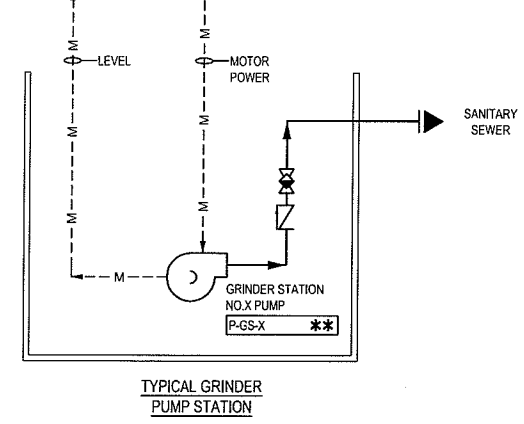 M
M
LEVEL
MOTOR
POWER
SANITARY
SEWER
M
M
M
M
M
GRINDER STATION
NO.X PUMP
P-GS-X **
TYPICAL GRINDER
PUMP STATION